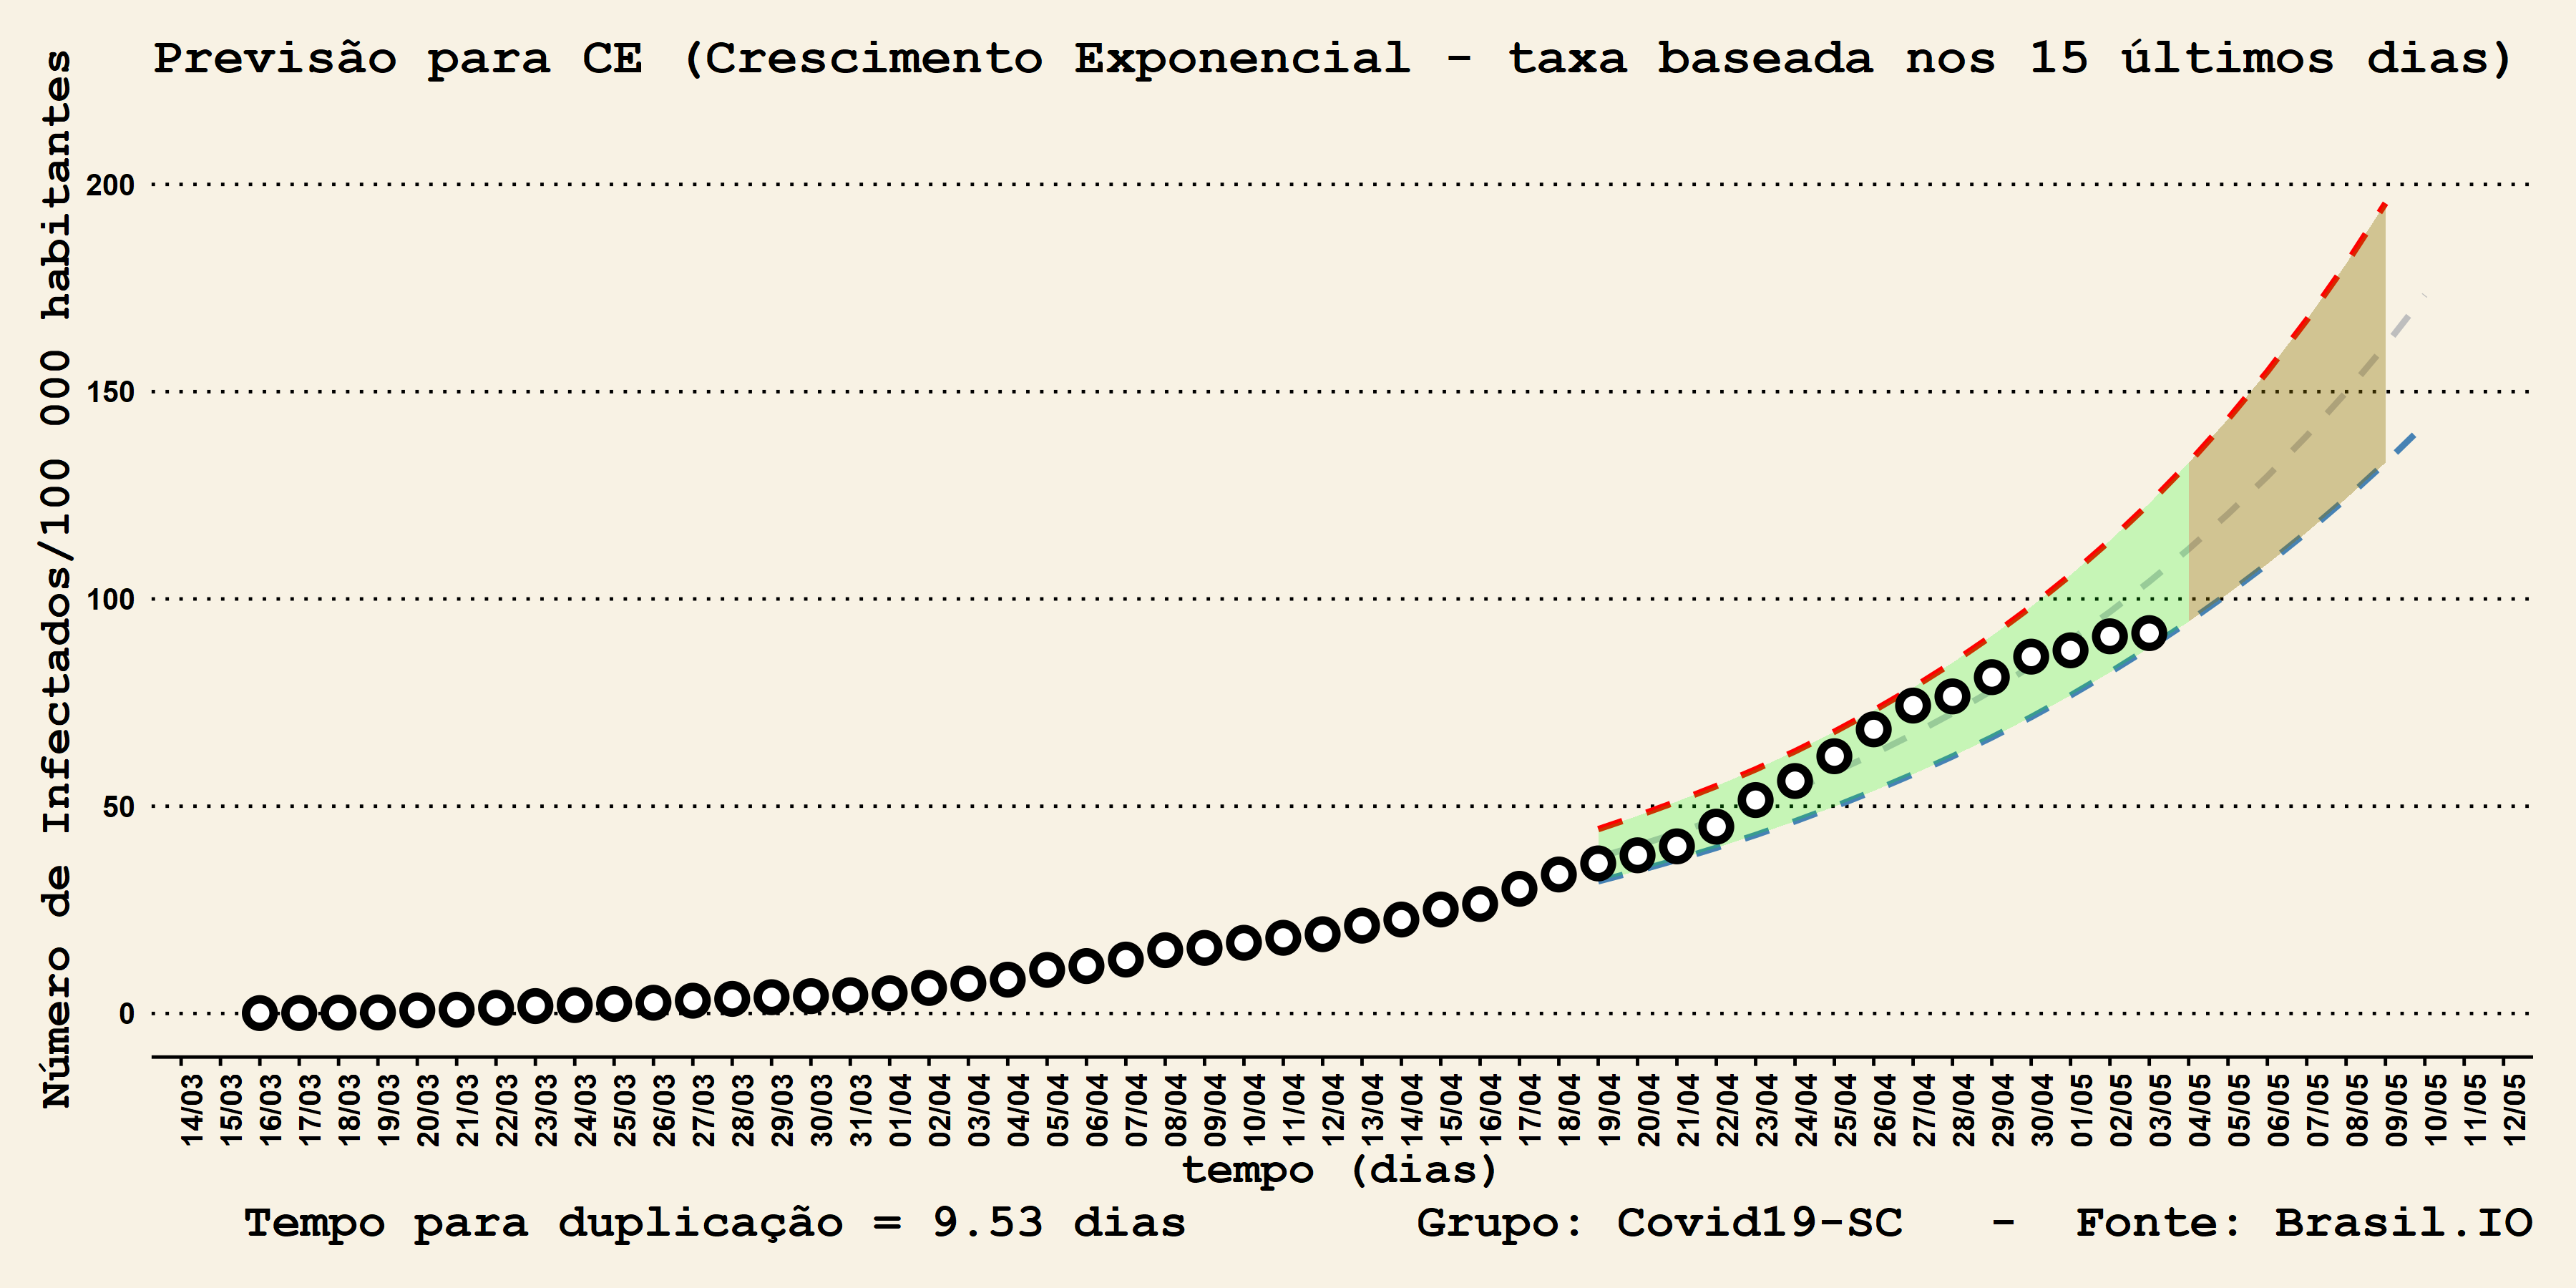 Previsão para CE (Crescimento Exponencial - taxa baseada nos 15 últimos dias)
Número de Infectados/100 000 habitantes
200
150
100
50
0
14/03 15/03 16/03 17/03 18/03 19/03 20/03 21/03 22/03 23/03 24/03 25/03 26/03 27/03 28/03 29/03 30/03 31/03 01/04 02/04 03/04 04/04 05/04 06/04 07/04 08/04 09/04 10/04 11/04 12/04 13/04 14/04 15/04 16/04 17/04 18/04 19/04 20/04 21/04 22/04 23/04 24/04 25/04 26/04 27/04 28/04 29/04 30/04 01/05 02/05 03/05 04/05 05/05 06/05 07/05 08/05 09/05 10/05 11/05 12/05
tempo (dias)
Tempo para duplicação = 9.53 dias Grupo: Covid19-SC - Fonte: Brasil.IO